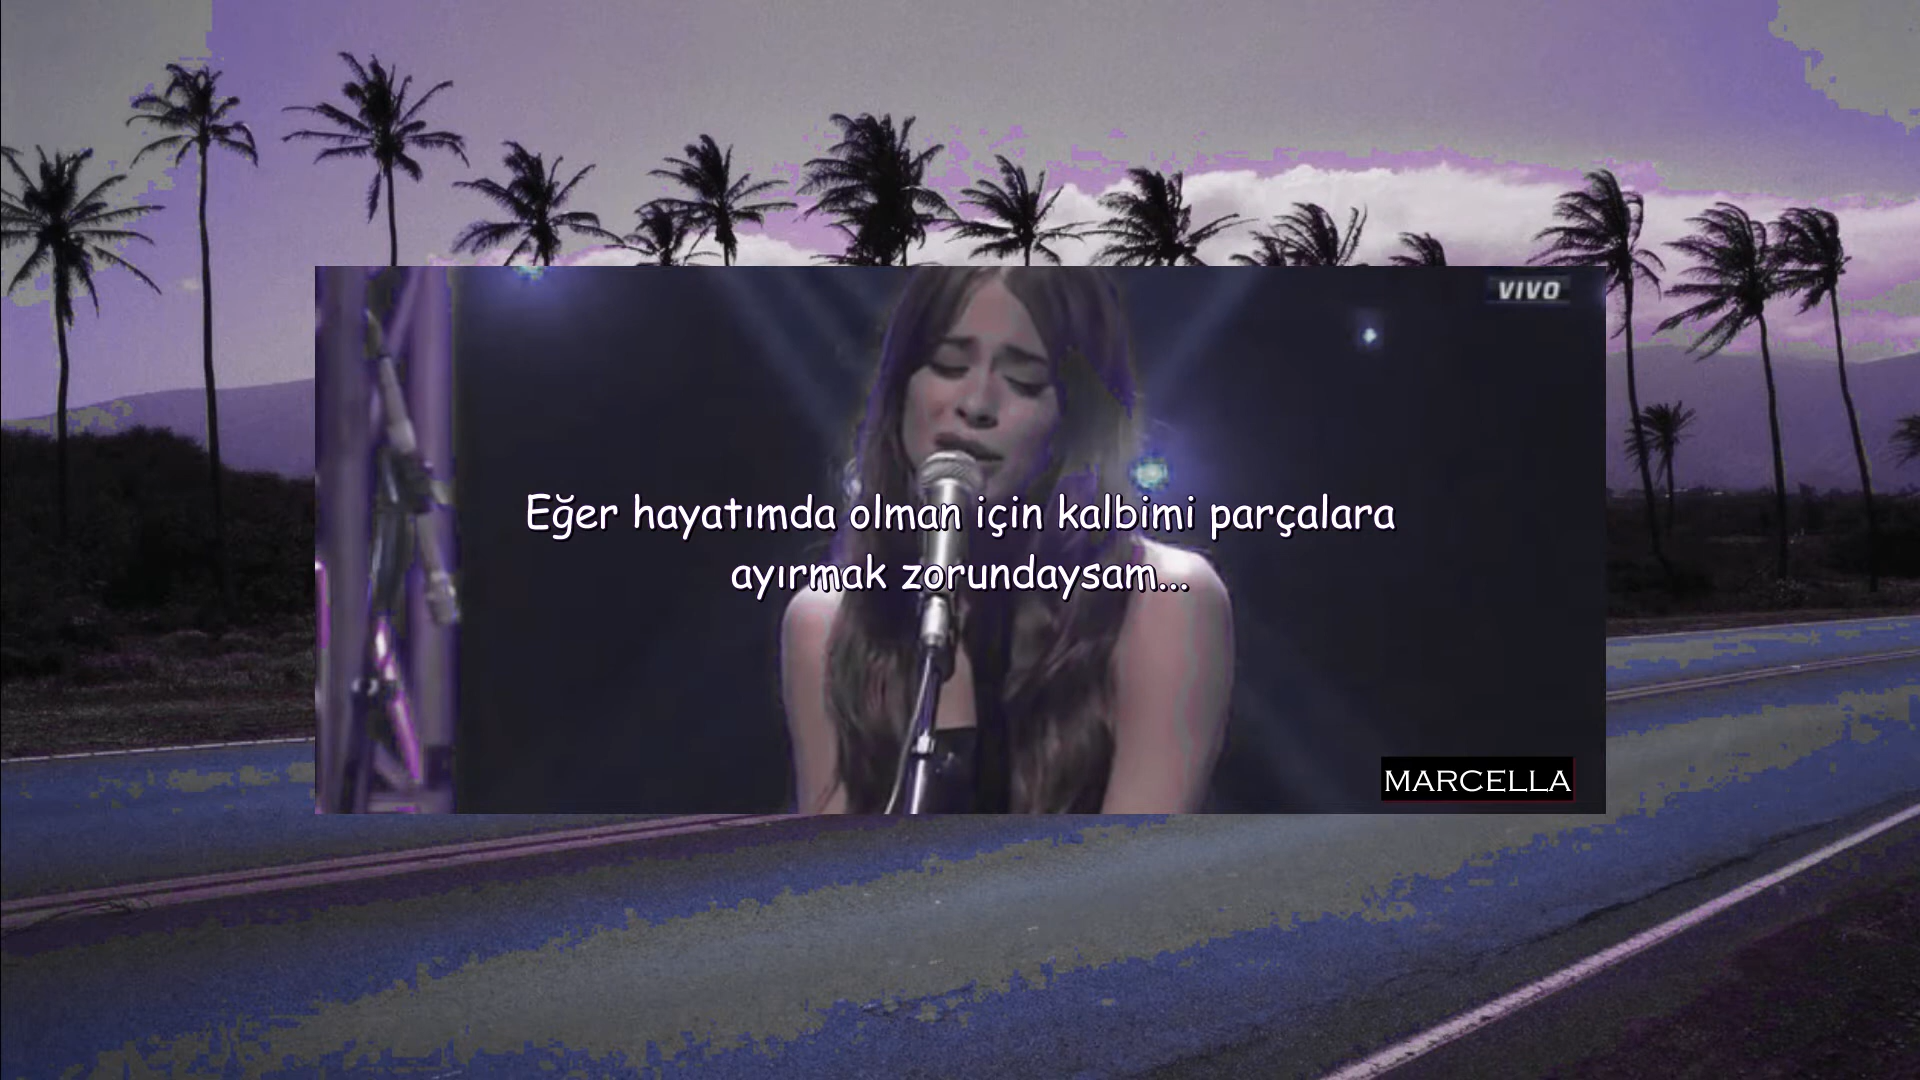 VIVO
Eğer hayatımda olman için kalbimi parçalara
ayırmak zorundaysam...
MARCELLA